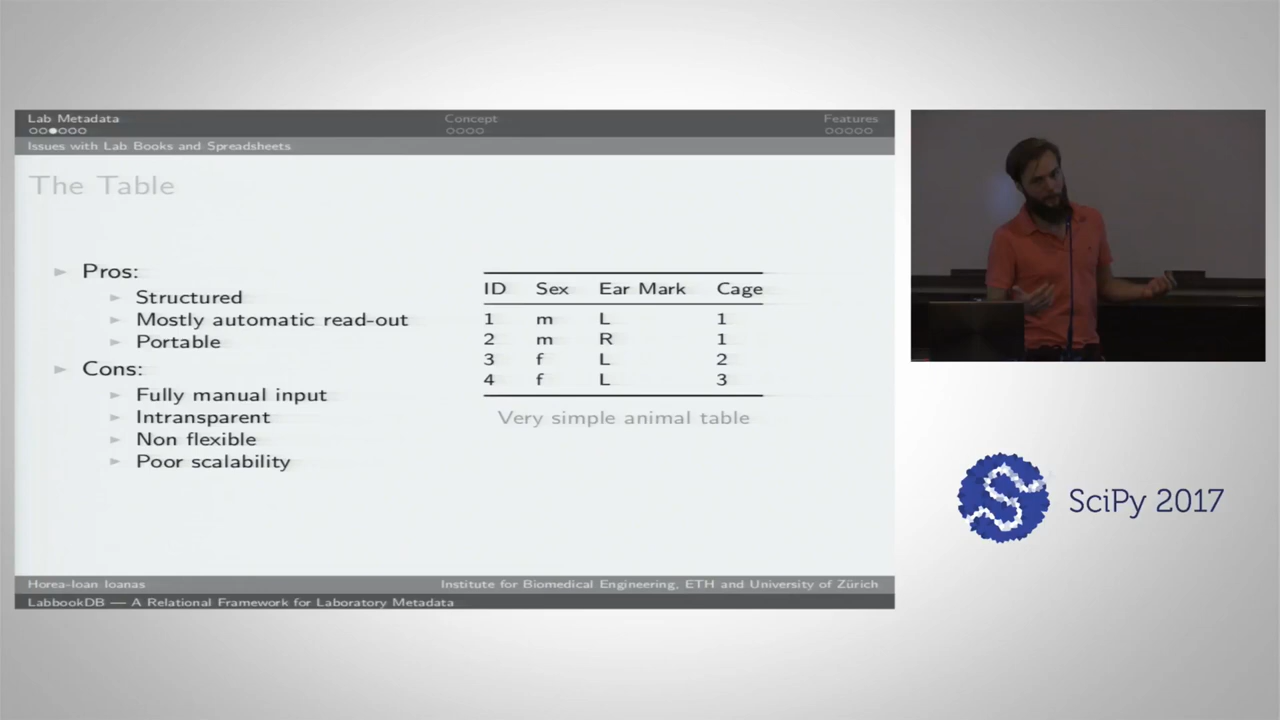 Lab Metadata
Concept
Features
Issues with Lab Books and Spreadsheets
The Table
Pros:
Structured
Mostly automatic read-out
Portable
Cons:
Fully manual input
Intransparent
Non flexible
Poor scalability
ID Sex Ear Mark Cage
1 m L 1
2 m R 1
3 f L 2
4 f L 3
Very simple animal table
Horea-Ioan Ioanas
Institute for Biomedical Engineering, ETH and University of Zürich
LabbookDB — A Relational Framework for Laboratory Metadata
S
SciPy 2017